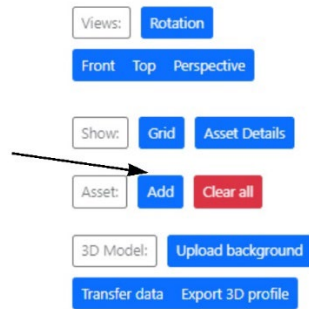 Views: Rotation
Front Top Perspective
Show: Grid Asset Details
Asset: Add Clear all
3D Model: Upload background
Transfer data Export 3D profile